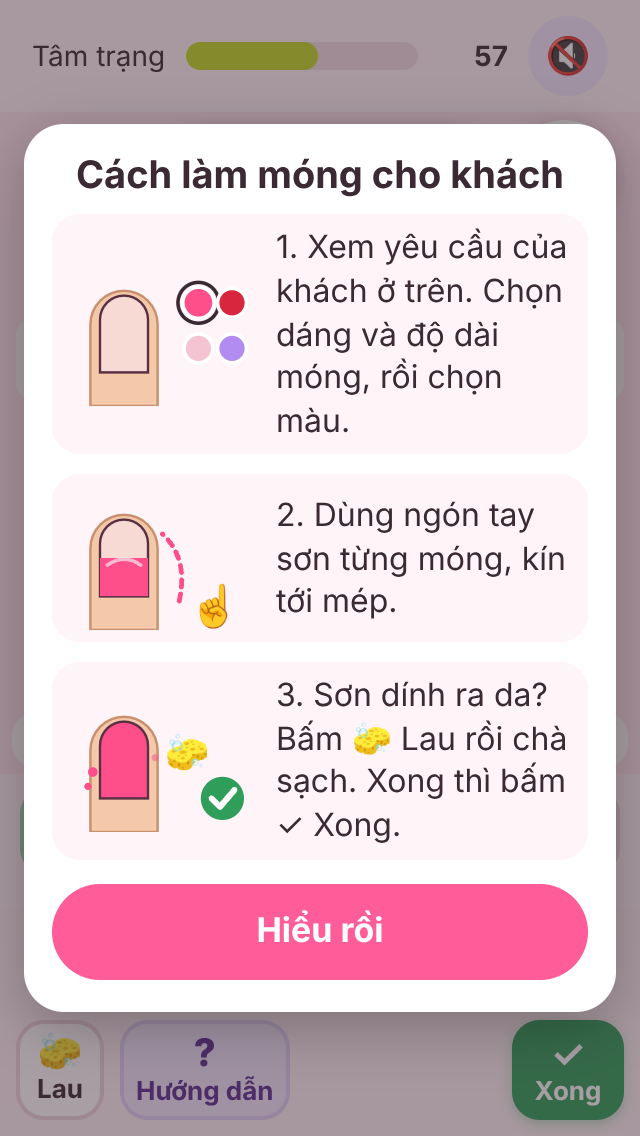 Tâm trạng 57
Cách làm móng cho khách
1. Xem yêu cầu của
khách ở trên. Chọn
dáng và độ dài
móng, rồi chọn
màu.
2. Dùng ngón tay
sơn từng móng, kín
tới mép.
3. Sơn dính ra da?
Bấm 🧽 Lau rồi chà
sạch. Xong thì bấm
✓ Xong.
Hiểu rồi
Lau
?
Hướng dẫn
✓
Xong